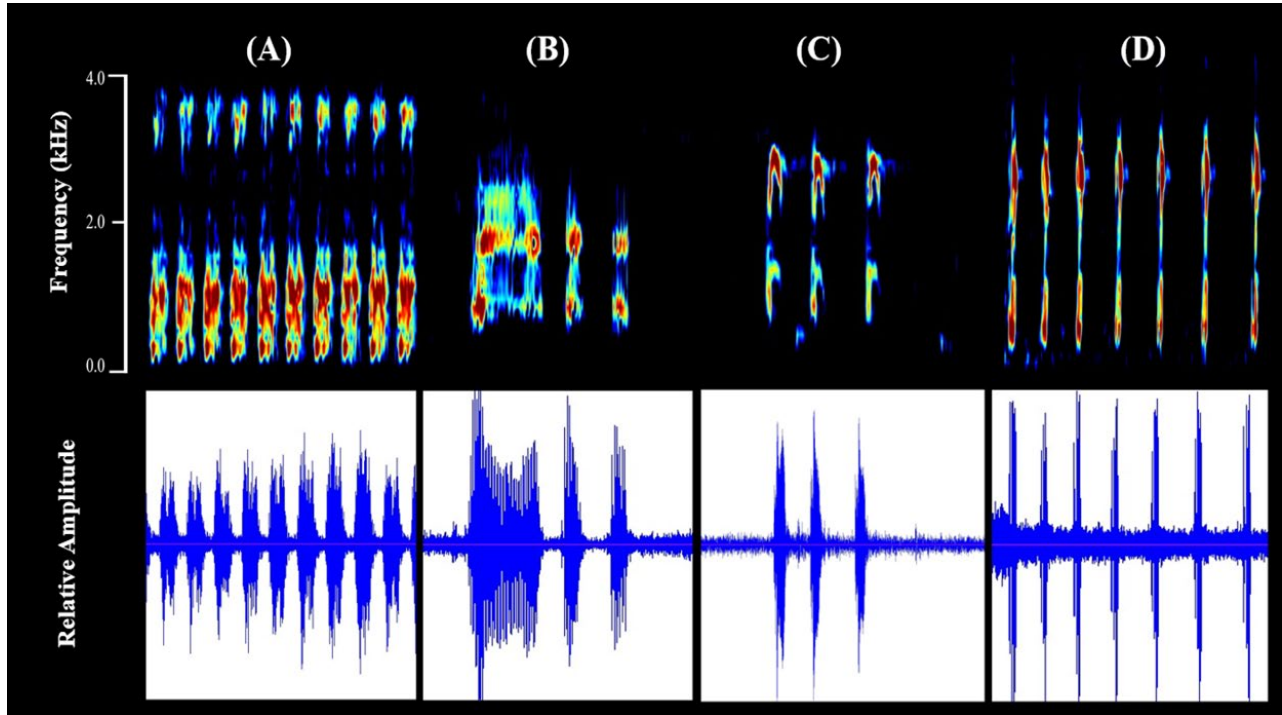 (A) (B) (C) (D)
Frequency (kHz)
4.0
2.0
0.0
Relative Amplitude